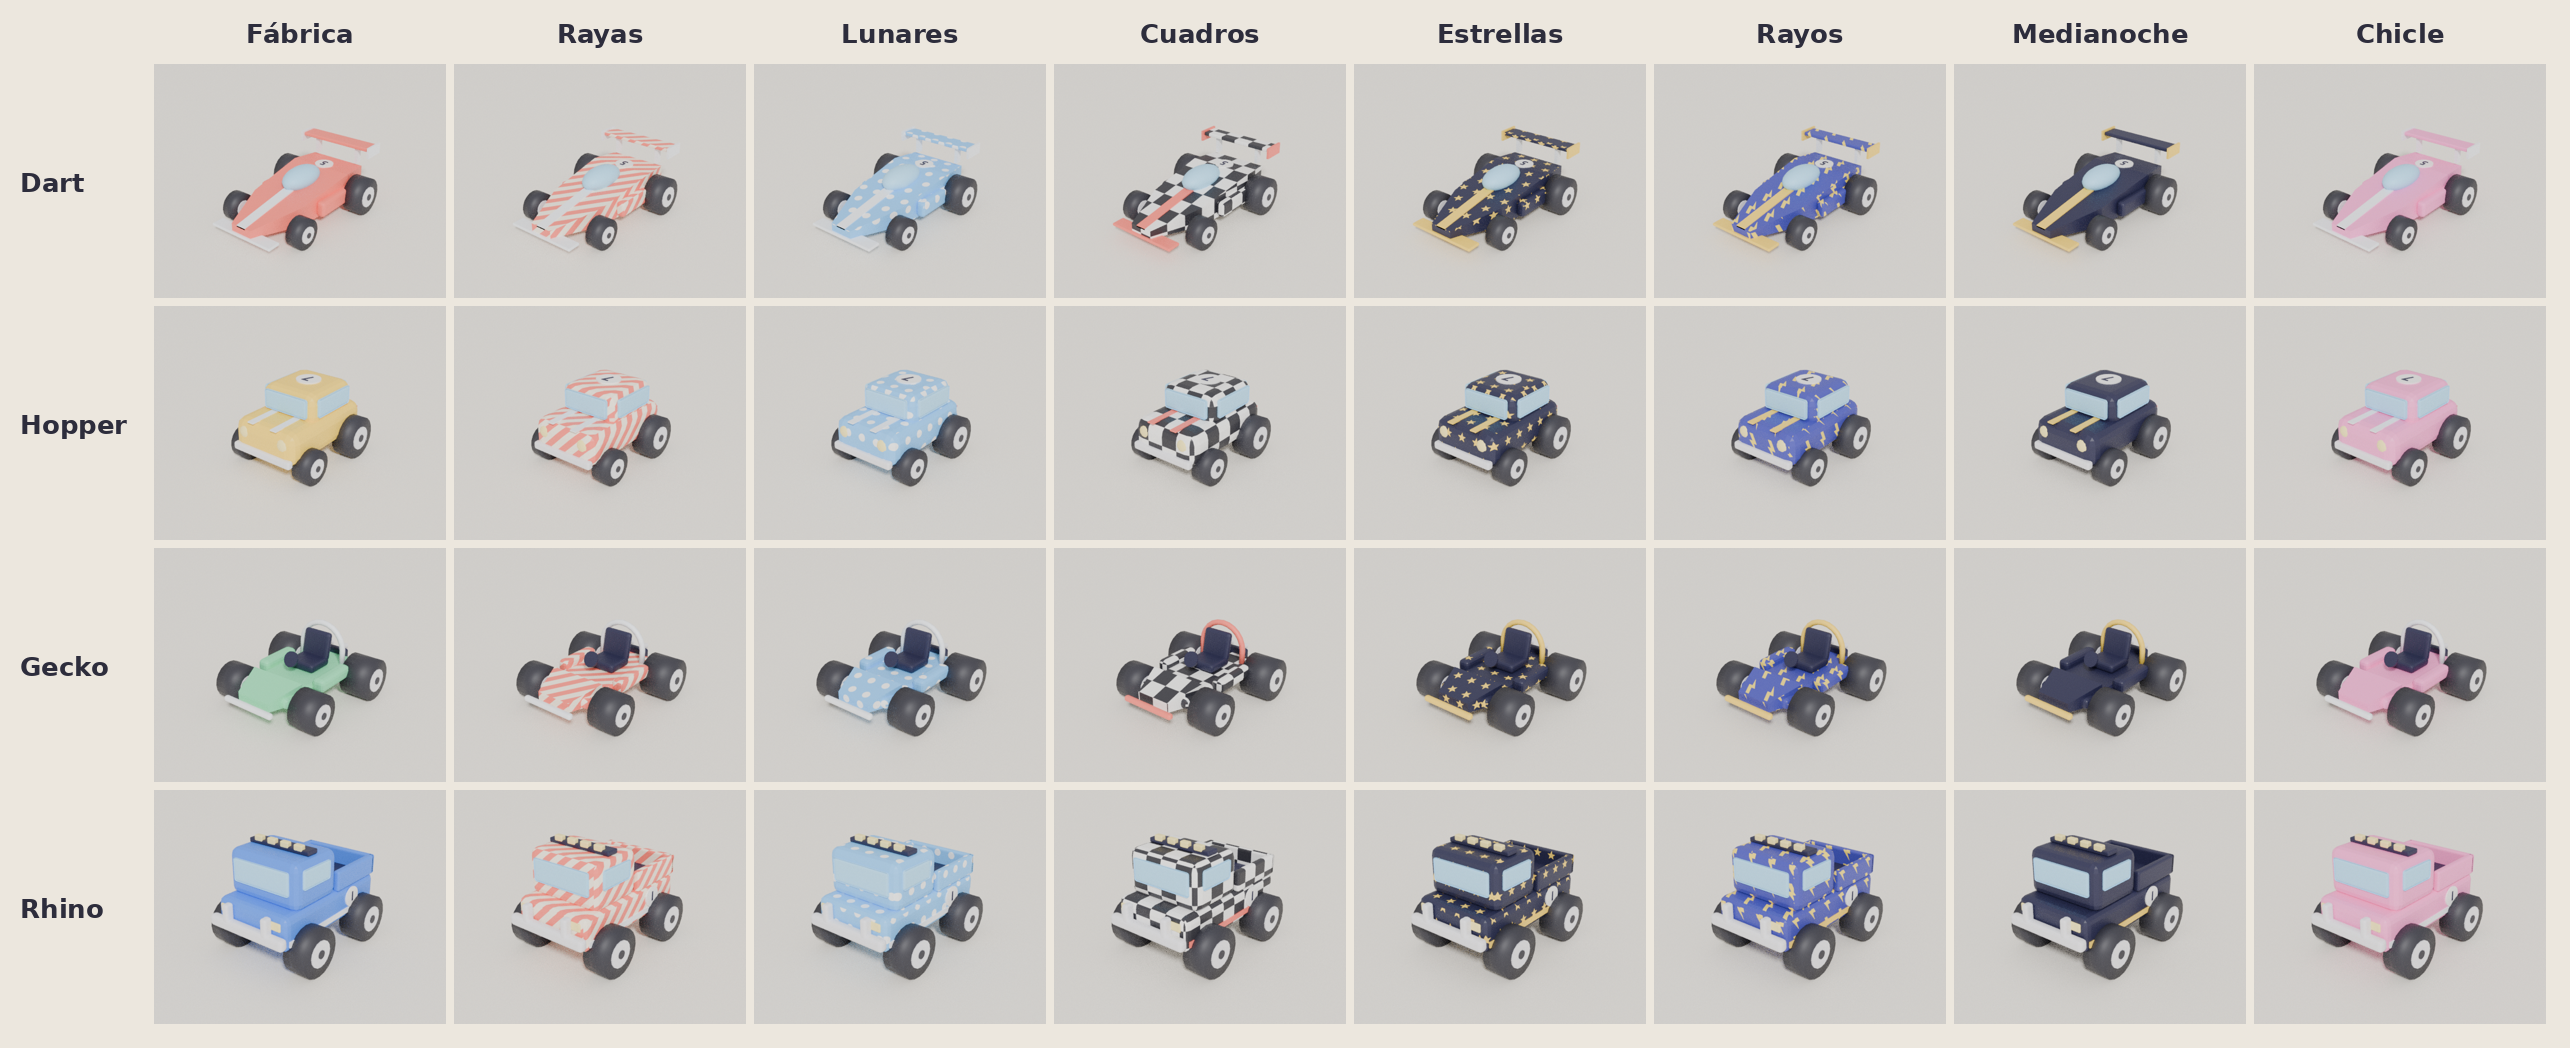 Fábrica Rayas Lunares Cuadros Estrellas Rayos Medianoche Chicle
Dart
Hopper
Gecko
Rhino